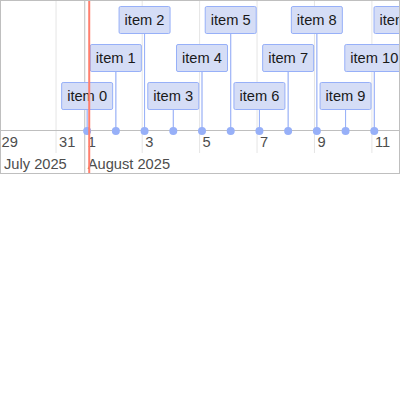 item 2 item 5 item 8
item 1 item 4 item 7 item 10
item 0 item 3 item 6 item 9
29 31 1 3 5 7 9 11
July 2025 August 2025